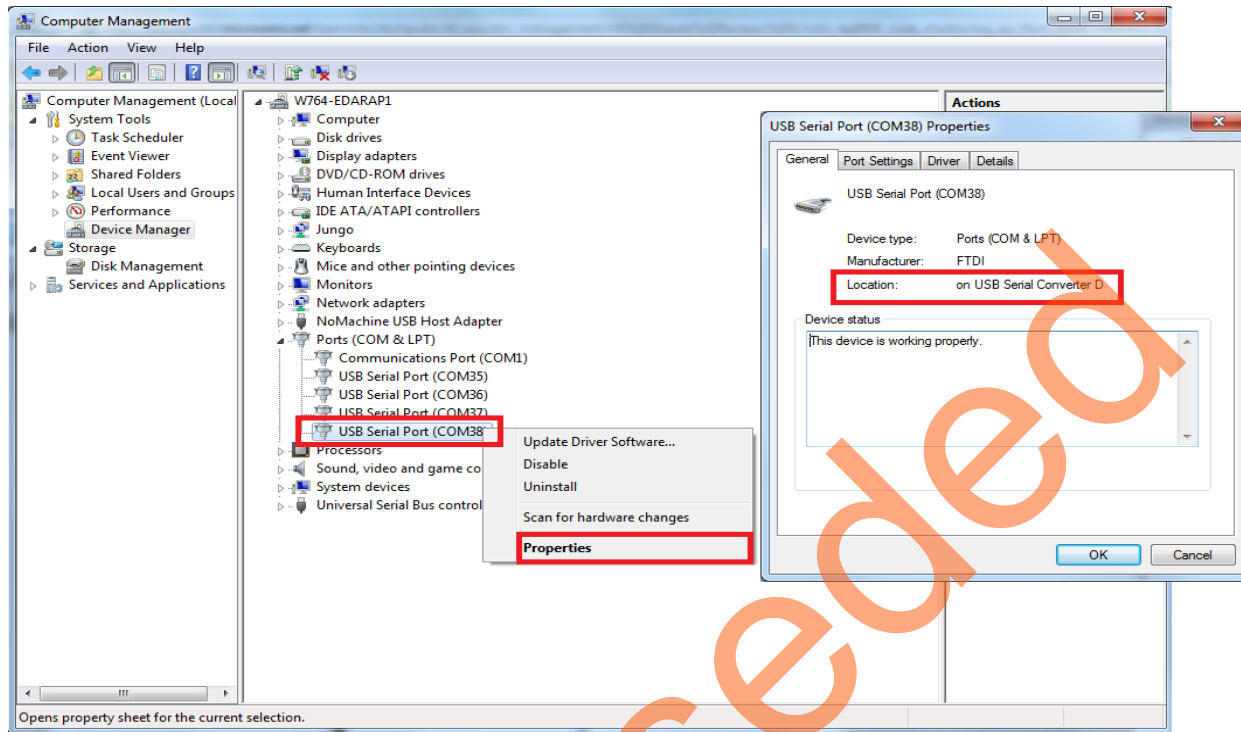 Computer Management
File Action View Help
Computer Management (Local
System Tools
Task Scheduler
Event Viewer
Shared Folders
Local Users and Groups
Performance
Device Manager
Storage
Disk Management
Services and Applications
W764-EDARAP1
Computer
Disk drives
Display adapters
DVD/CD-ROM drives
Human Interface Devices
IDE ATA/ATAPI controllers
Jungo
Keyboards
Mice and other pointing devices
Monitors
Network adapters
NoMachine USB Host Adapter
Ports (COM & LPT)
Communications Port (COM1)
USB Serial Port (COM35)
USB Serial Port (COM36)
USB Serial Port (COM37)
USB Serial Port (COM38
Processors
Sound, video and game co
System devices
Universal Serial Bus control
Update Driver Software...
Disable
Uninstall
Scan for hardware changes
Properties
Actions
USB Serial Port (COM38) Properties
General Port Settings Driver Details
USB Serial Port (COM38)
Device type: Ports (COM & LPT)
Manufacturer: FTDI
Location: on USB Serial Converter D
Device status
This device is working properly.
OK Cancel
Opens property sheet for the current selection.
ceded